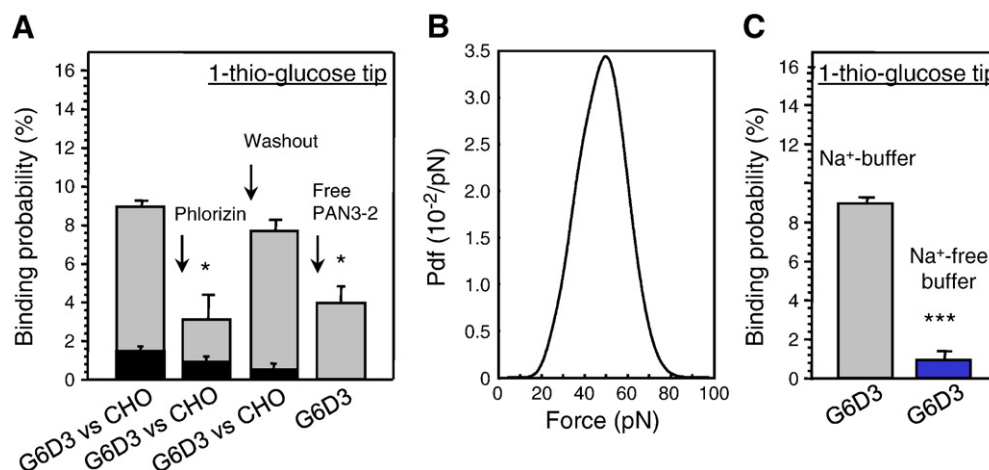 A
Binding probability (%)
16
14
12
10
8
6
4
2
0
1-thio-glucose tip
Washout
Phlorizin
Free
PAN3-2
*
*
G6D3 vs CHO
G6D3 vs CHO
G6D3 vs CHO
G6D3
B
Pdf (10-2/pN)
3.5
3.0
2.5
2.0
1.5
1.0
0.5
0
0
20
40
60
80
100
Force (pN)
C
Binding probability (%)
16
14
12
10
8
6
4
2
0
1-thio-glucose tip
Na+-buffer
Na+-free
buffer
***
G6D3
G6D3